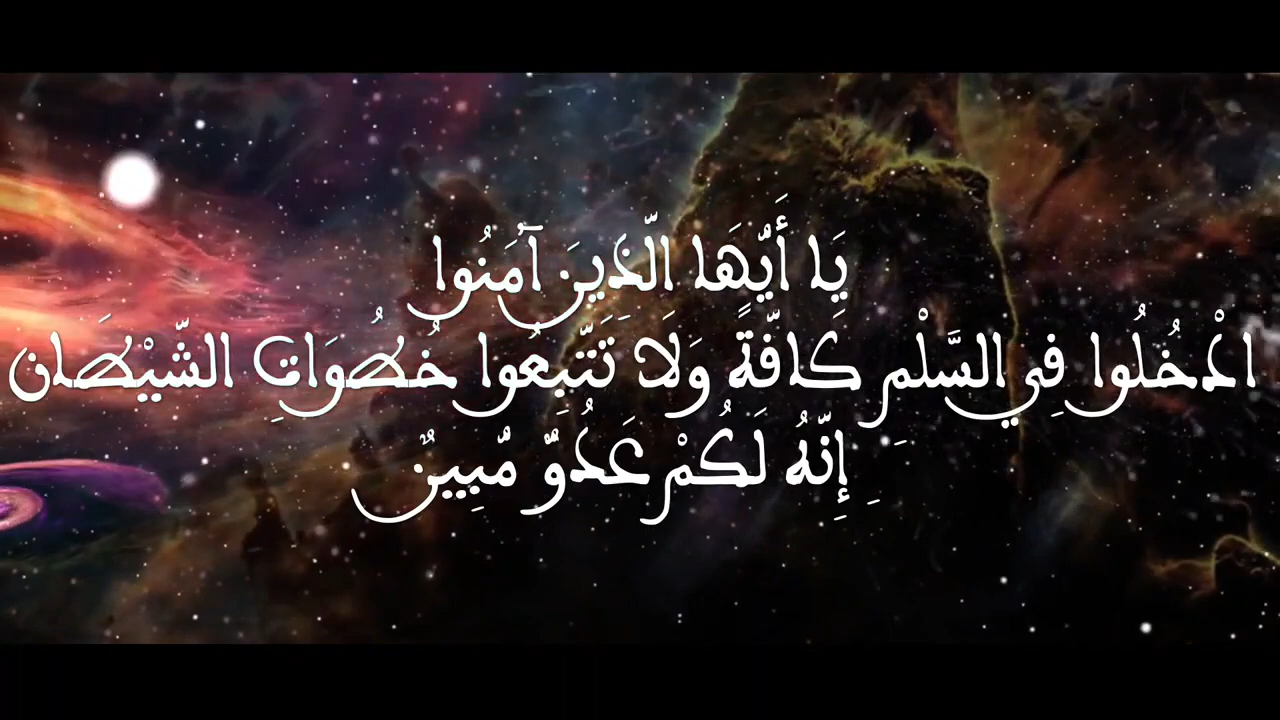 يَا أَيُّهَا الَّذِينَ آمَنُوا
ادْخُلُوا فِي السَّلْمِ كَافَّةً وَلَا تَتَّبِعُوا خُطُوَاتِ الشَّيْطَان
ِ إِنَّهُ لَكُمْ عَدُوٌّ مُّبِينٌ